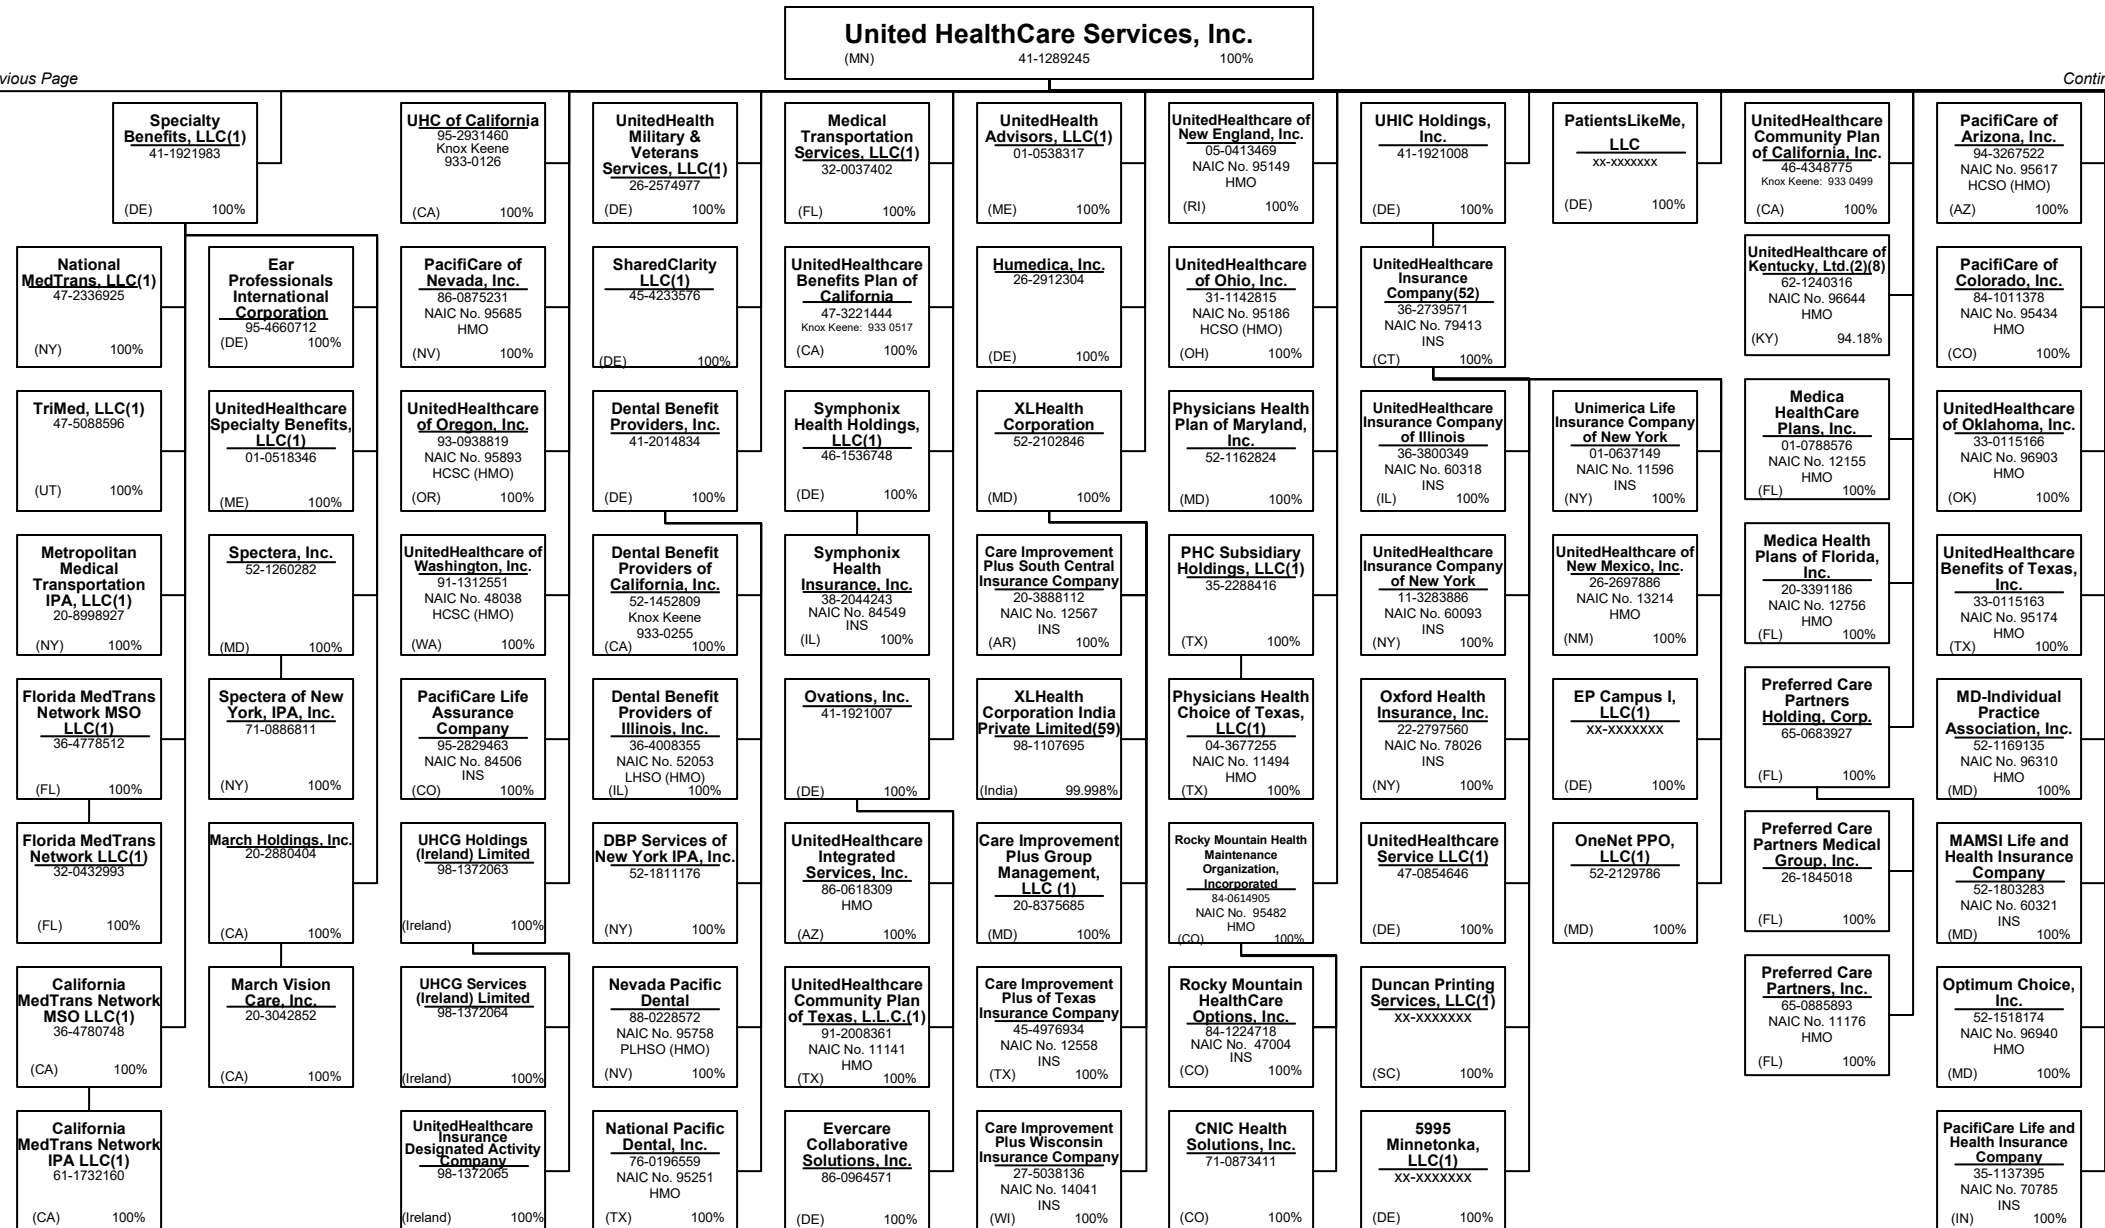 United HealthCare Services, Inc.
(MN) 41-1289245 100%
vious Page
Contin
Specialty
Benefits, LLC(1)
41-1921983
(DE) 100%
UHC of California
95-2931460
Knox Keene
933-0126
(CA) 100%
UnitedHealth
Military &
Veterans
Services, LLC(1)
26-2574977
(DE) 100%
Medical
Transportation
Services, LLC(1)
32-0037402
(FL) 100%
UnitedHealth
Advisors, LLC(1)
01-0538317
(ME) 100%
UnitedHealthcare of
New England, Inc.
05-0413469
NAIC No. 95149
HMO
(RI) 100%
UHIC Holdings,
Inc.
41-1921008
(DE) 100%
PatientsLikeMe,
LLC
xx-xxxxxxx
(DE) 100%
UnitedHealthcare
Community Plan
of California, Inc.
46-4348775
Knox Keene: 933 0499
(CA) 100%
PacifiCare of
Arizona, Inc.
94-3267522
NAIC No. 95617
HCSO (HMO)
(AZ) 100%
National
MedTrans, LLC(1)
47-2336925
(NY) 100%
Ear
Professionals
International
Corporation
95-4660712
(DE) 100%
PacifiCare of
Nevada, Inc.
86-0875231
NAIC No. 95685
HMO
(NV) 100%
SharedClarity
LLC(1)
45-4233576
(DE) 100%
UnitedHealthcare
Benefits Plan of
California
47-3221444
Knox Keene: 933 0517
(CA) 100%
Humedica, Inc.
26-2912304
(DE) 100%
UnitedHealthcare
of Ohio, Inc.
31-1142815
NAIC No. 95186
HCSO (HMO)
(OH) 100%
UnitedHealthcare
Insurance
Company(52)
36-2739571
NAIC No. 79413
INS
(CT) 100%
UnitedHealthcare of
Kentucky, Ltd.(2)(8)
62-1240316
NAIC No. 96644
HMO
(KY) 94.18%
PacifiCare of
Colorado, Inc.
84-1011378
NAIC No. 95434
HMO
(CO) 100%
TriMed, LLC(1)
47-5088596
(UT) 100%
UnitedHealthcare
Specialty Benefits,
LLC(1)
01-0518346
(ME) 100%
UnitedHealthcare
of Oregon, Inc.
93-0938819
NAIC No. 95893
HCSC (HMO)
(OR) 100%
Dental Benefit
Providers, Inc.
41-2014834
(DE) 100%
Symphonix
Health Holdings,
LLC(1)
46-1536748
(DE) 100%
XLHealth
Corporation
52-2102846
(MD) 100%
Physicians Health
Plan of Maryland,
Inc.
52-1162824
(MD) 100%
UnitedHealthcare
Insurance Company
of Illinois
36-3800349
NAIC No. 60318
INS
(IL) 100%
Unimerica Life
Insurance Company
of New York
01-0637149
NAIC No. 11596
INS
(NY) 100%
Medica
HealthCare
Plans, Inc.
01-0788576
NAIC No. 12155
HMO
(FL) 100%
UnitedHealthcare
of Oklahoma, Inc.
33-0115166
NAIC No. 96903
HMO
(OK) 100%
Metropolitan
Medical
Transportation
IPA, LLC(1)
20-8998927
(NY) 100%
Spectera, Inc.
52-1260282
(MD) 100%
UnitedHealthcare of
Washington, Inc.
91-1312551
NAIC No. 48038
HCSC (HMO)
(WA) 100%
Dental Benefit
Providers of
California, Inc.
52-1452809
Knox Keene
933-0255
(CA) 100%
Symphonix
Health
Insurance, Inc.
38-2044243
NAIC No. 84549
INS
(IL) 100%
Care Improvement
Plus South Central
Insurance Company
20-3888112
NAIC No. 12567
INS
(AR) 100%
PHC Subsidiary
Holdings, LLC(1)
35-2288416
(TX) 100%
UnitedHealthcare
Insurance Company
of New York
11-3283886
NAIC No. 60093
INS
(NY) 100%
UnitedHealthcare of
New Mexico, Inc.
26-2697886
NAIC No. 13214
HMO
(NM) 100%
Medica Health
Plans of Florida,
Inc.
20-3391186
NAIC No. 12756
HMO
(FL) 100%
UnitedHealthcare
Benefits of Texas,
Inc.
33-0115163
NAIC No. 95174
HMO
(TX) 100%
Florida MedTrans
Network MSO
LLC(1)
36-4778512
(FL) 100%
Spectera of New
York, IPA, Inc.
71-0886811
(NY) 100%
PacifiCare Life
Assurance
Company
95-2829463
NAIC No. 84506
INS
(CO) 100%
Dental Benefit
Providers of
Illinois, Inc.
36-4008355
NAIC No. 52053
LHSO (HMO)
(IL) 100%
Ovations, Inc.
41-1921007
(DE) 100%
XLHealth
Corporation India
Private Limited(59)
98-1107695
(India) 99.998%
Physicians Health
Choice of Texas,
LLC(1)
04-3677255
NAIC No. 11494
HMO
(TX) 100%
Oxford Health
Insurance, Inc.
22-2797560
NAIC No. 78026
INS
(NY) 100%
EP Campus I,
LLC(1)
xx-xxxxxxx
(DE) 100%
Preferred Care
Partners
Holding, Corp.
65-0683927
(FL) 100%
MD-Individual
Practice
Association, Inc.
52-1169135
NAIC No. 96310
HMO
(MD) 100%
Florida MedTrans
Network LLC(1)
32-0432993
(FL) 100%
March Holdings, Inc.
20-2880404
(CA) 100%
UHCG Holdings
(Ireland) Limited
98-1372063
(Ireland) 100%
DBP Services of
New York IPA, Inc.
52-1811176
(NY) 100%
UnitedHealthcare
Integrated
Services, Inc.
86-0618309
HMO
(AZ) 100%
Care Improvement
Plus Group
Management,
LLC (1)
20-8375685
(MD) 100%
Rocky Mountain Health
Maintenance
Organization,
Incorporated
84-0614905
NAIC No. 95482
HMO
(CO) 100%
UnitedHealthcare
Service LLC(1)
47-0854646
(DE) 100%
OneNet PPO,
LLC(1)
52-2129786
(MD) 100%
Preferred Care
Partners Medical
Group, Inc.
26-1845018
(FL) 100%
MAMSI Life and
Health Insurance
Company
52-1803283
NAIC No. 60321
INS
(MD) 100%
California
MedTrans Network
MSO LLC(1)
36-4780748
(CA) 100%
March Vision
Care, Inc.
20-3042852
(CA) 100%
UHCG Services
(Ireland) Limited
98-1372064
(Ireland) 100%
Nevada Pacific
Dental
88-0228572
NAIC No. 95758
PLHSO (HMO)
(NV) 100%
UnitedHealthcare
Community Plan
of Texas, L.L.C.(1)
91-2008361
NAIC No. 11141
HMO
(TX) 100%
Care Improvement
Plus of Texas
Insurance Company
45-4976934
NAIC No. 12558
INS
(TX) 100%
Rocky Mountain
HealthCare
Options, Inc.
84-1224718
NAIC No. 47004
INS
(CO) 100%
Duncan Printing
Services, LLC(1)
xx-xxxxxxx
(SC) 100%
Preferred Care
Partners, Inc.
65-0885893
NAIC No. 11176
HMO
(FL) 100%
Optimum Choice,
Inc.
52-1518174
NAIC No. 96940
HMO
(MD) 100%
California
MedTrans Network
IPA LLC(1)
61-1732160
(CA) 100%
UnitedHealthcare
Insurance
Designated Activity
Company
98-1372065
(Ireland) 100%
National Pacific
Dental, Inc.
76-0196559
NAIC No. 95251
HMO
(TX) 100%
Evercare
Collaborative
Solutions, Inc.
86-0964571
(DE) 100%
Care Improvement
Plus Wisconsin
Insurance Company
27-5038136
NAIC No. 14041
INS
(WI) 100%
CNIC Health
Solutions, Inc.
71-0873411
(CO) 100%
5995
Minnetonka,
LLC(1)
xx-xxxxxxx
(DE) 100%
PacifiCare Life and
Health Insurance
Company
35-1137395
NAIC No. 70785
INS
(IN) 100%